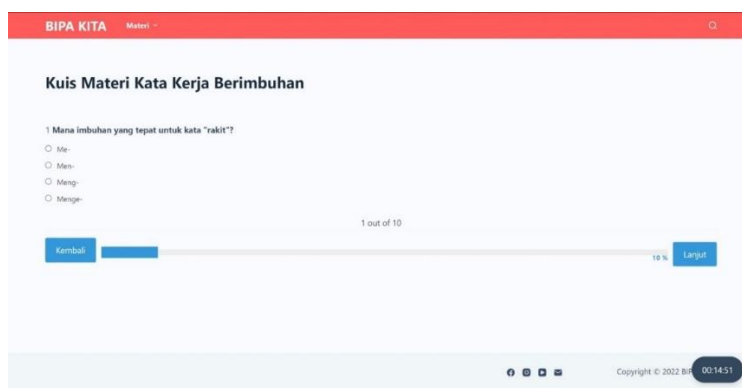 BIPA KITA Materi
Kuis Materi Kata Kerja Berimbuhan
1 Mana imbuhan yang tepat untuk kata "rakit"?
Me-
Men-
Meng-
Menge-
1 out of 10
Kembali
10 %
Lanjut
Copyright © 2022 BIP
00:14:51